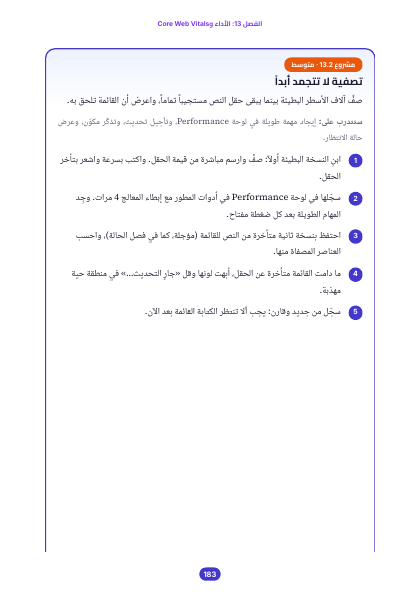 الفصل 13: الأداء وCore Web Vitals
مشروع 13.2 · متوسط
تصفية لا تتجمد أبداً
صفِّ آلاف الأسطر البطيئة بينما يبقى حقل النص مستجيباً تماماً، واعرض أن القائمة تلحق به.
ستتدرب على: إيجاد مهمة طويلة في لوحة Performance، وتأجيل تحديث، وتذكّر مكوّن، وعرض
حالة الانتظار.
1 ابنِ النسخة البطيئة أولاً: صفِّ وارسم مباشرة من قيمة الحقل. واكتب بسرعة واشعر بتأخر
الحقل.
2 سجّلها في لوحة Performance في أدوات المطور مع إبطاء المعالج 4 مرات. وجِد
المهام الطويلة بعد كل ضغطة مفتاح.
3 احتفظ بنسخة ثانية متأخرة من النص للقائمة (مؤجلة، كما في فصل الحالة)، واحسب
العناصر المصفاة منها.
4 ما دامت القائمة متأخرة عن الحقل، أبهت لونها وقل «جارٍ التحديث...» في منطقة حية
مهذبة.
5 سجّل من جديد وقارن: يجب ألا تنتظر الكتابة القائمة بعد الآن.
183